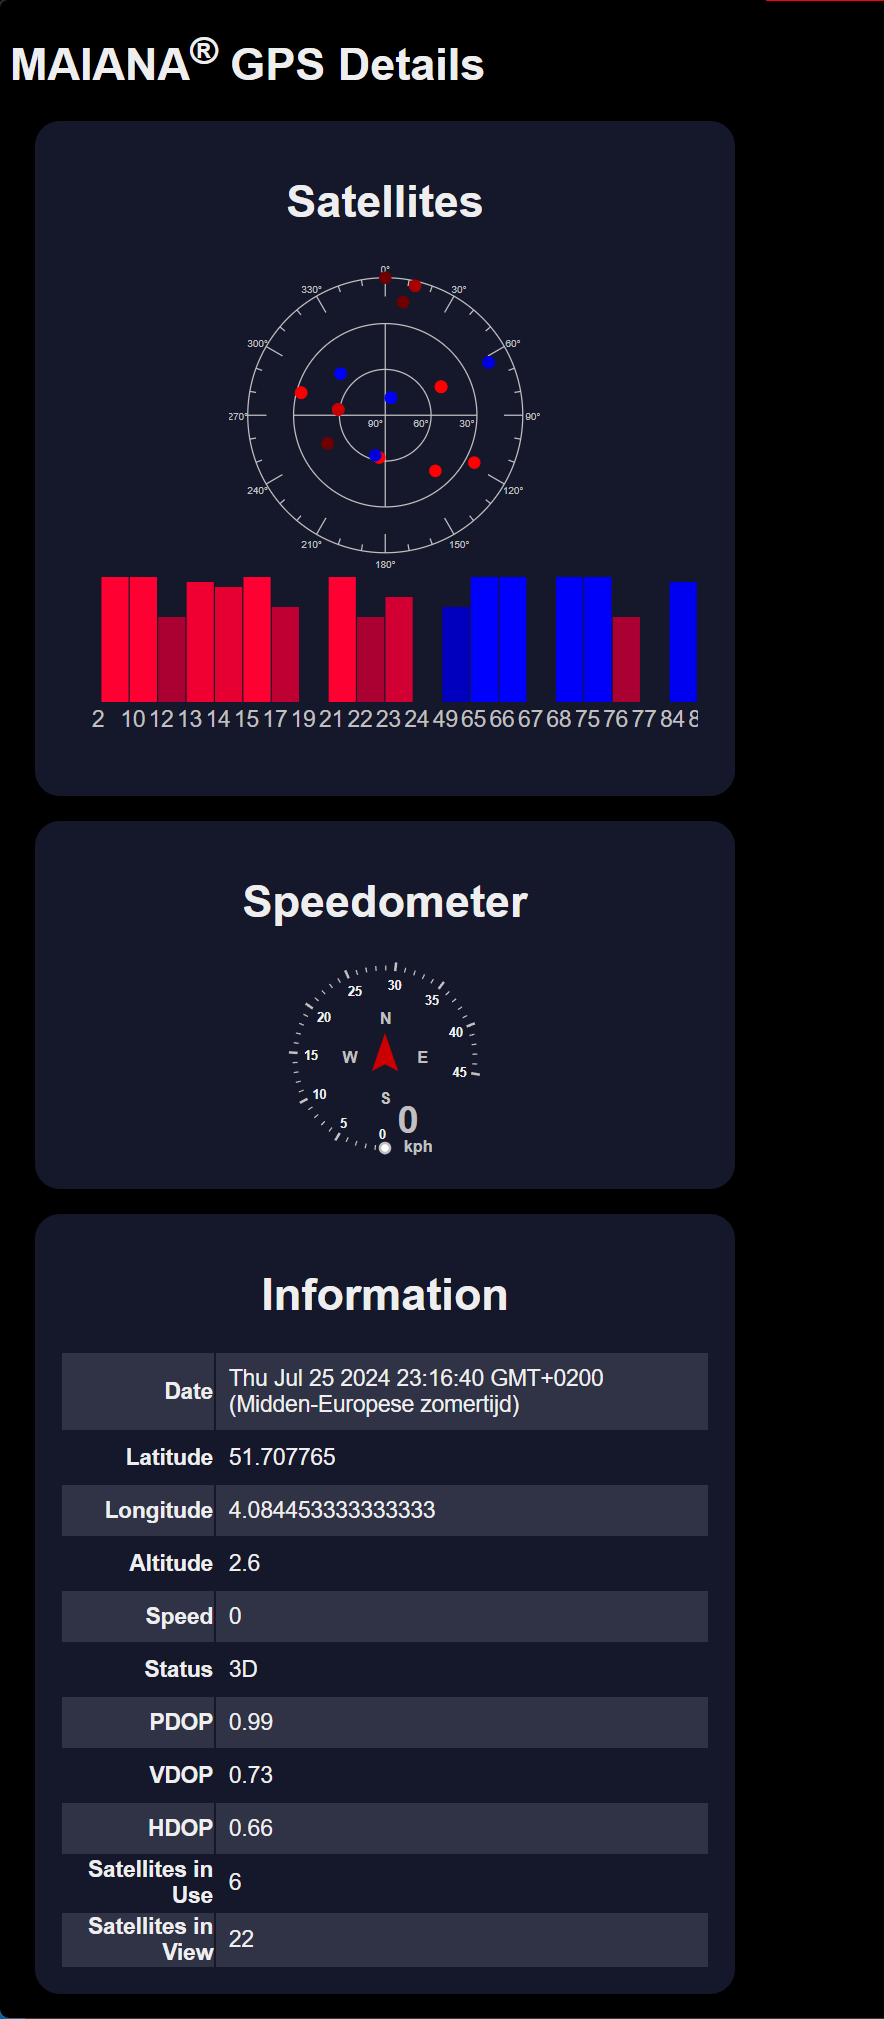 MAIANA® GPS Details
Satellites
0°
330° 30°
300° 60°
270° 90° 60° 30° 90°
240° 120°
210° 150°
180°
2 10 12 13 14 15 17 19 21 22 23 24 49 65 66 67 68 75 76 77 84
Speedometer
25 30 35
20 N 40
15 W E 45
10 S
5 0 0
kph
Information
Date Thu Jul 25 2024 23:16:40 GMT+0200
(Midden-Europese zomertijd)
Latitude 51.707765
Longitude 4.084453333333333
Altitude 2.6
Speed 0
Status 3D
PDOP 0.99
VDOP 0.73
HDOP 0.66
Satellites in
Use 6
Satellites in
View 22